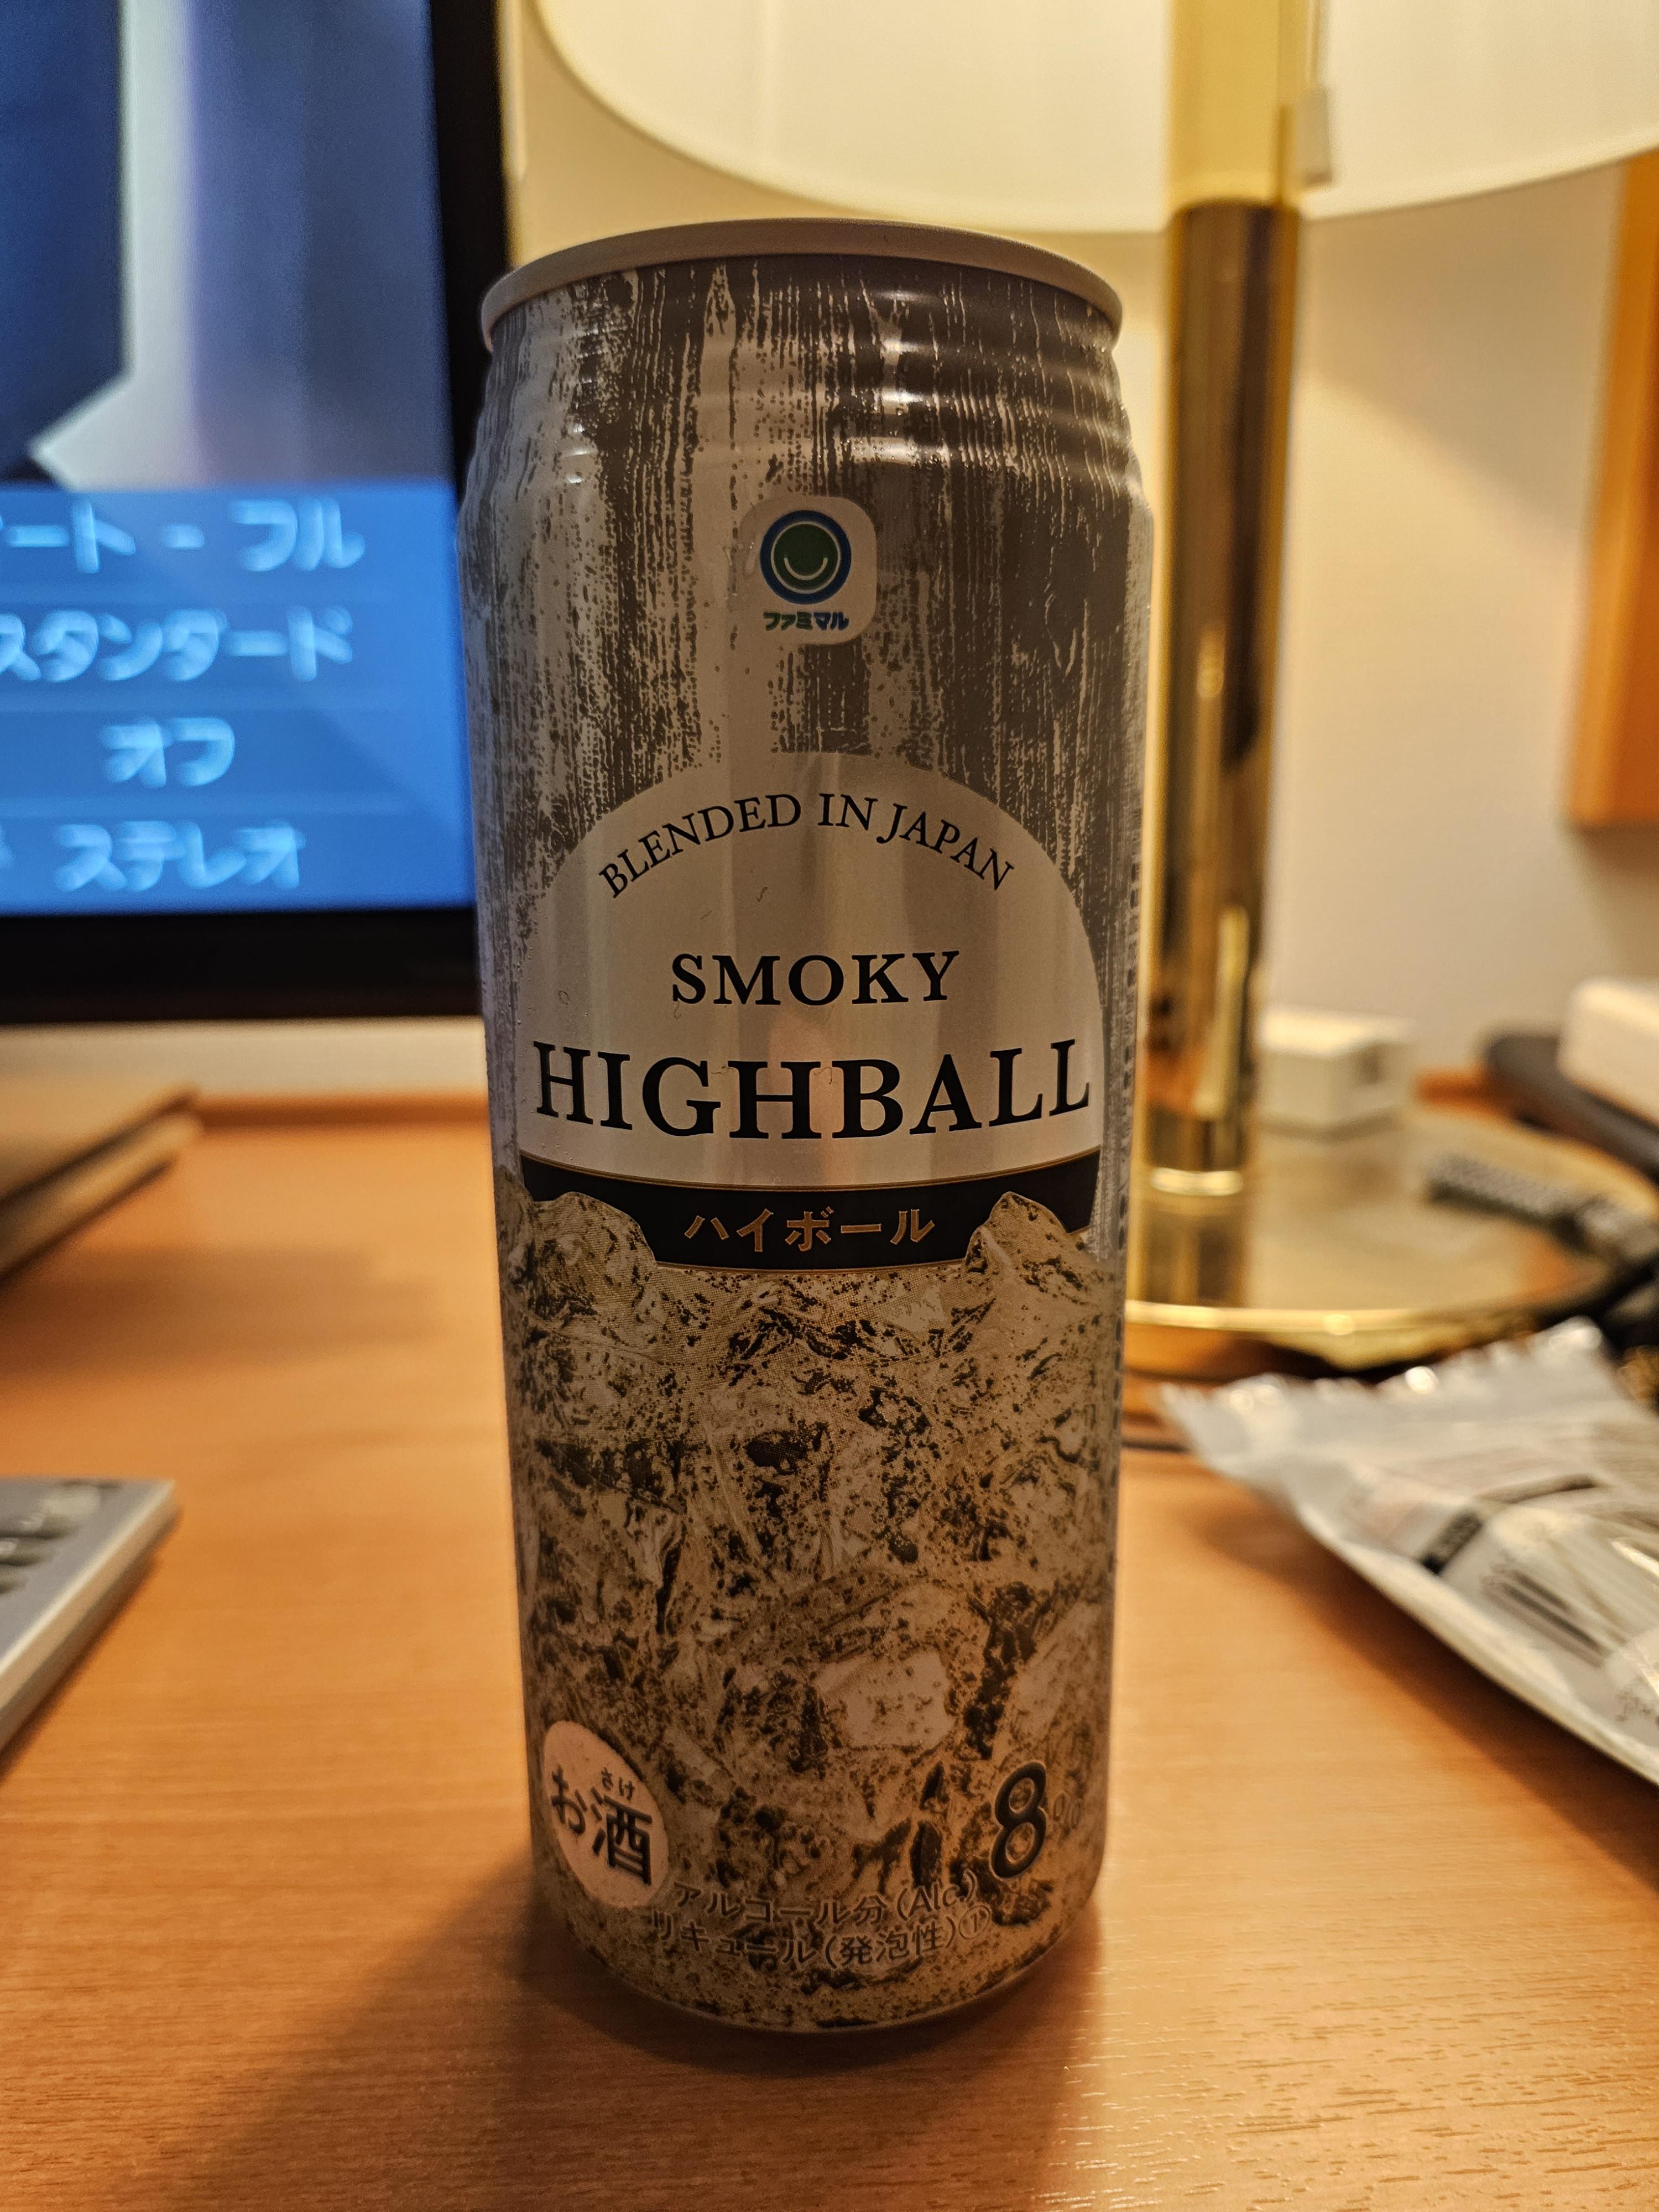 ート - フル
スタンダード
オフ
ステレオ
ファミマル
BLENDED IN JAPAN
SMOKY
HIGHBALL
ハイボール
さけ
お酒
8%
アルコール分(Alc.)
リキュール(発泡性)①